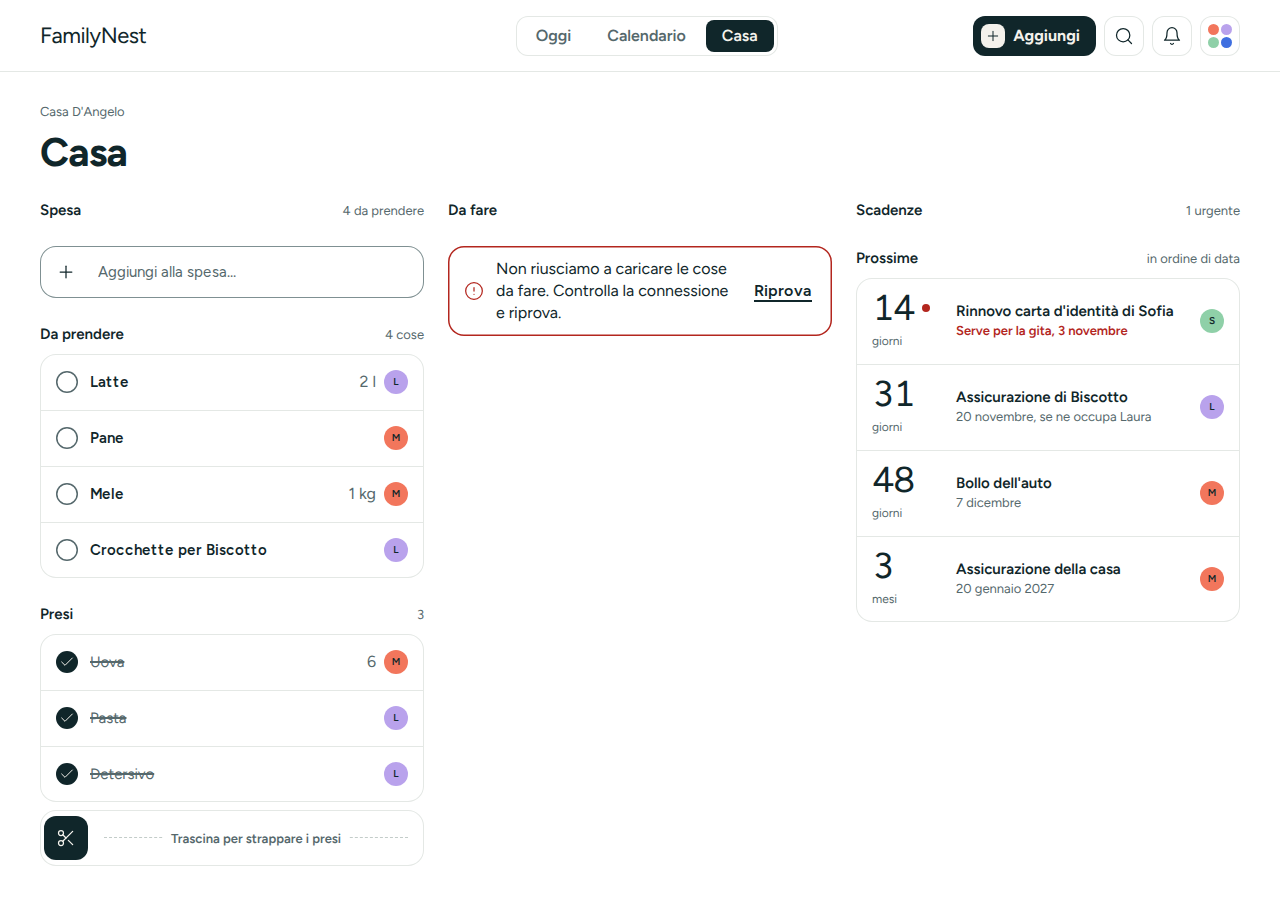 FamilyNest
Oggi
Calendario
Casa
Aggiungi
Casa D'Angelo
Casa
Spesa
4 da prendere
Aggiungi alla spesa...
Da prendere
4 cose
Latte
2 l
L
Pane
M
Mele
1 kg
M
Crocchette per Biscotto
L
Presi
3
Uova
6
M
Pasta
L
Detersivo
L
Trascina per strappare i presi
Da fare
Non riusciamo a caricare le cose
da fare. Controlla la connessione
e riprova.
Riprova
Scadenze
1 urgente
Prossime
in ordine di data
14
giorni
Rinnovo carta d'identità di Sofia
Serve per la gita, 3 novembre
S
31
giorni
Assicurazione di Biscotto
20 novembre, se ne occupa Laura
L
48
giorni
Bollo dell'auto
7 dicembre
M
3
mesi
Assicurazione della casa
20 gennaio 2027
M